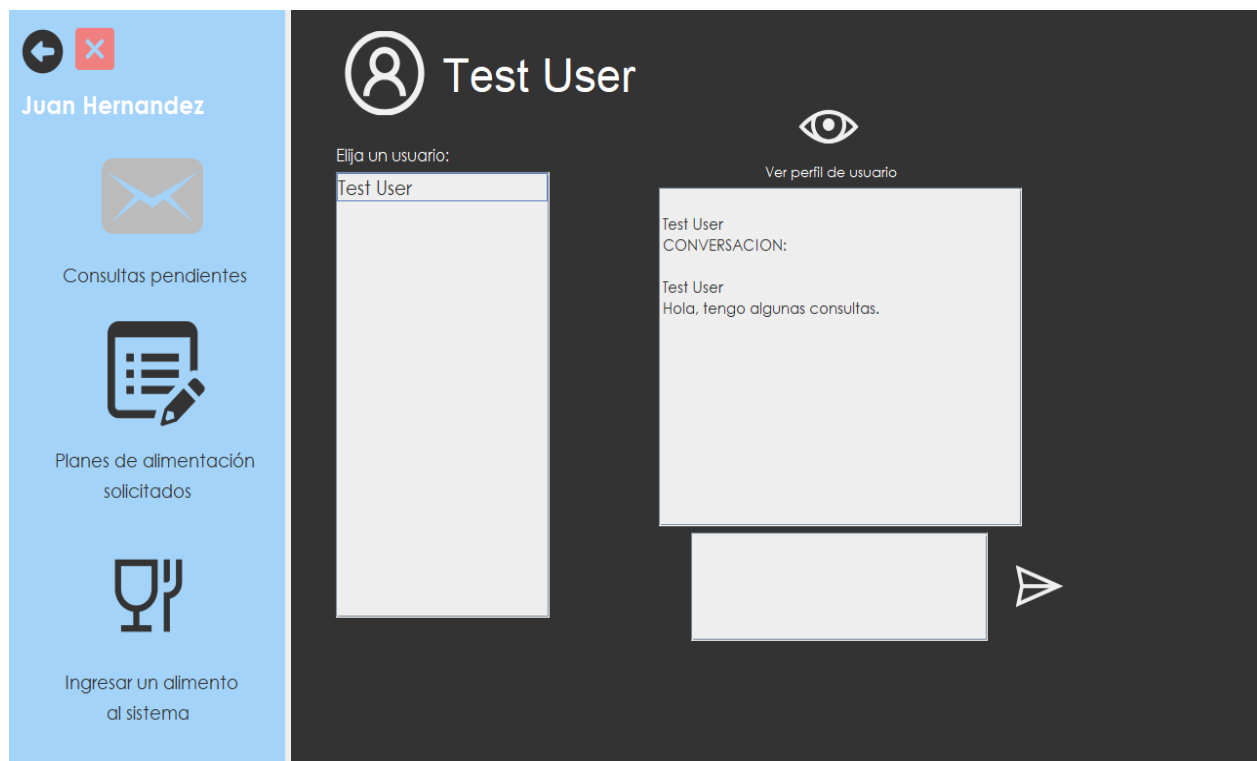 Juan Hernandez
Consultas pendientes
Planes de alimentación
solicitados
Ingresar un alimento
al sistema
Test User
Elija un usuario:
Test User
Ver perfil de usuario
Test User
CONVERSACION:
Test User
Hola, tengo algunas consultas.